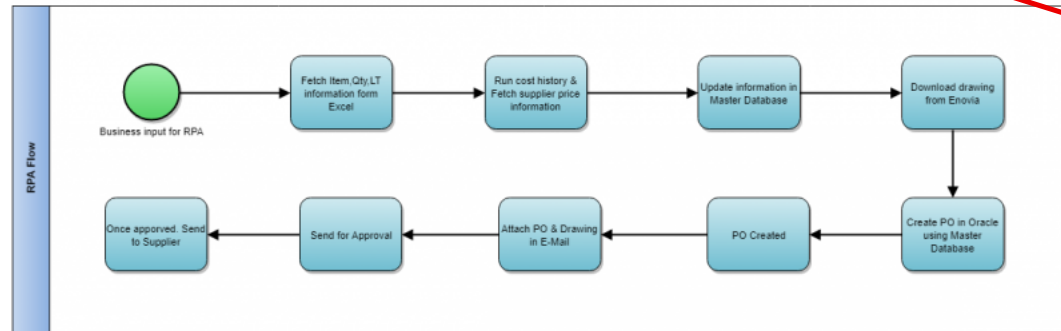 RPA Flow
Business input for RPA
Fetch Item,Qty,LT
information form
Excel
Run cost history &
Fetch supplier price
information
Update information in
Master Database
Download drawing
from Enovia
Create PO in Oracle
using Master
Database
PO Created
Attach PO & Drawing
in E-Mail
Send for Approval
Once apporved. Send
to Supplier